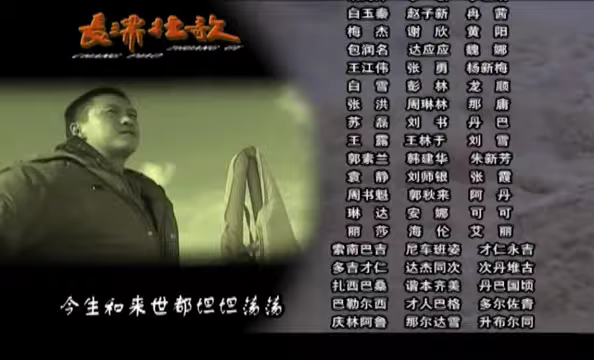 长满壮歌
白玉秦 赵子新 冉茜
梅杰 谢欣 黄阳
包润名 达应应 魏娜
王江伟 张勇 杨新梅
白雪 彭林 龙顺
张洪 周琳林 那庸
苏磊 刘书 丹巴
王露 王林于 刘雪
郭素兰 韩建华 朱新芳
袁静 刘师银 张霞
周书魁 郭秋来 阿丹
琳达 安娜 可可
丽莎 海伦 艾丽
索南巴吉 尼车班姿 才仁永吉
多吉才仁 达杰同次 次丹堆古
扎西巴桑 谐本齐美 丹巴国顷
巴勒尔西 才人巴格 多尔佐青
庆林阿鲁 那尔达雪 升布尔同
今生和来世都坦坦荡荡